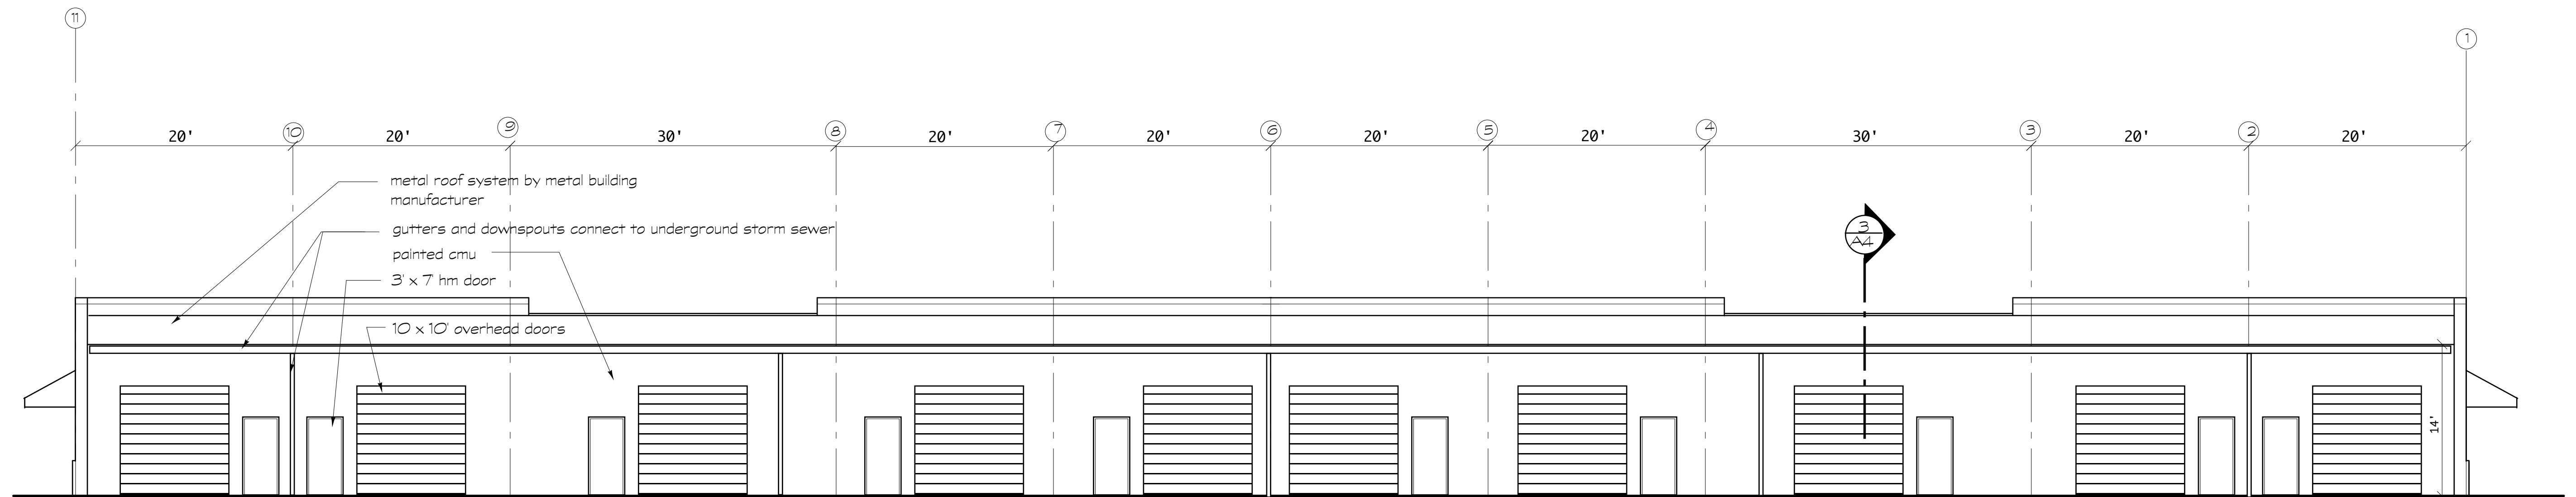 11
1
10
9
8
7
6
5
4
3
2
20' 20' 30' 20' 20' 20' 20' 30' 20' 20'
metal roof system by metal building
manufacturer
gutters and downspouts connect to underground storm sewer
painted cmu
3' x 7' hm door
10 x 10' overhead doors
3
A4
14'